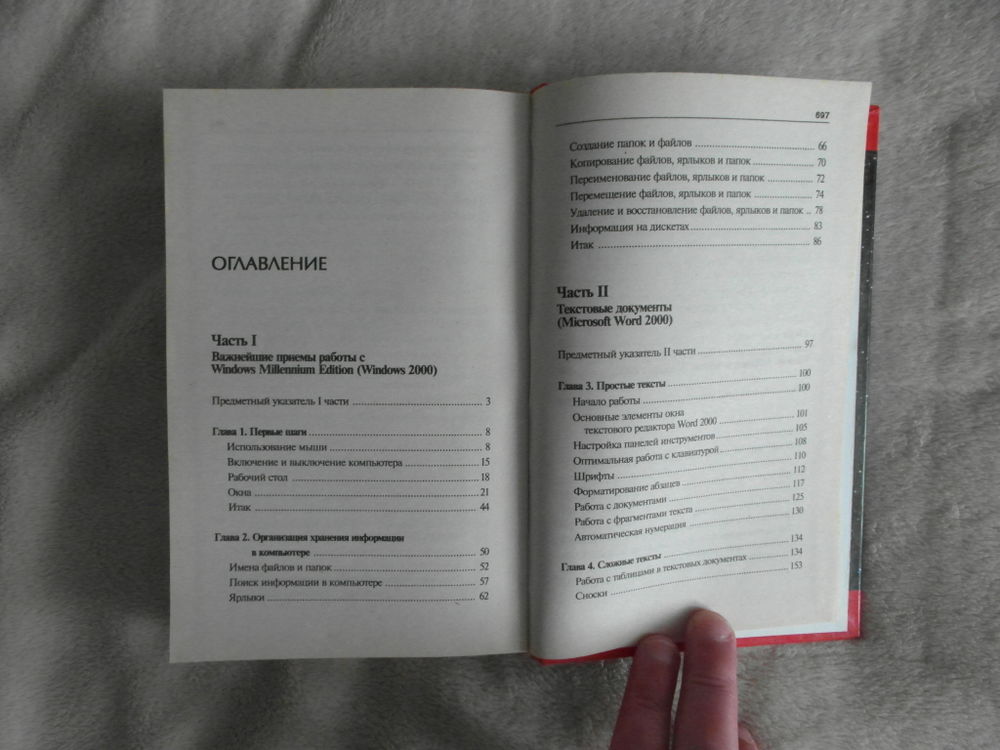 ОГЛАВЛЕНИЕ
Часть I
Важнейшие приемы работы с
Windows Millennium Edition (Windows 2000)
Предметный указатель I части ........ 3
Глава 1. Первые шаги ........ 8
Использование мыши ........ 8
Включение и выключение компьютера ........ 15
Рабочий стол ........ 18
Окна ........ 21
Итак ........ 44
Глава 2. Организация хранения информации
в компьютере ........ 50
Имена файлов и папок ........ 52
Поиск информации в компьютере ........ 57
Ярлыки ........ 62
697
Создание папок и файлов ........ 66
Копирование файлов, ярлыков и папок ........ 70
Переименование файлов, ярлыков и папок ........ 72
Перемещение файлов, ярлыков и папок ........ 74
Удаление и восстановление файлов, ярлыков и папок .. 78
Информация на дискетах ........ 83
Итак ........ 86
Часть II
Текстовые документы
(Microsoft Word 2000)
Предметный указатель II части ........ 97
Глава 3. Простые тексты ........ 100
Начало работы ........ 100
Основные элементы окна
текстового редактора Word 2000 ........ 101
Настройка панелей инструментов ........ 105
Оптимальная работа с клавиатурой ........ 108
Шрифты ........ 110
Форматирование абзацев ........ 112
Работа с документами ........ 117
Работа с фрагментами текста ........ 125
Автоматическая нумерация ........ 130
Глава 4. Сложные тексты ........ 134
Работа с таблицами в текстовых документах ........ 134
Сноски ........ 153